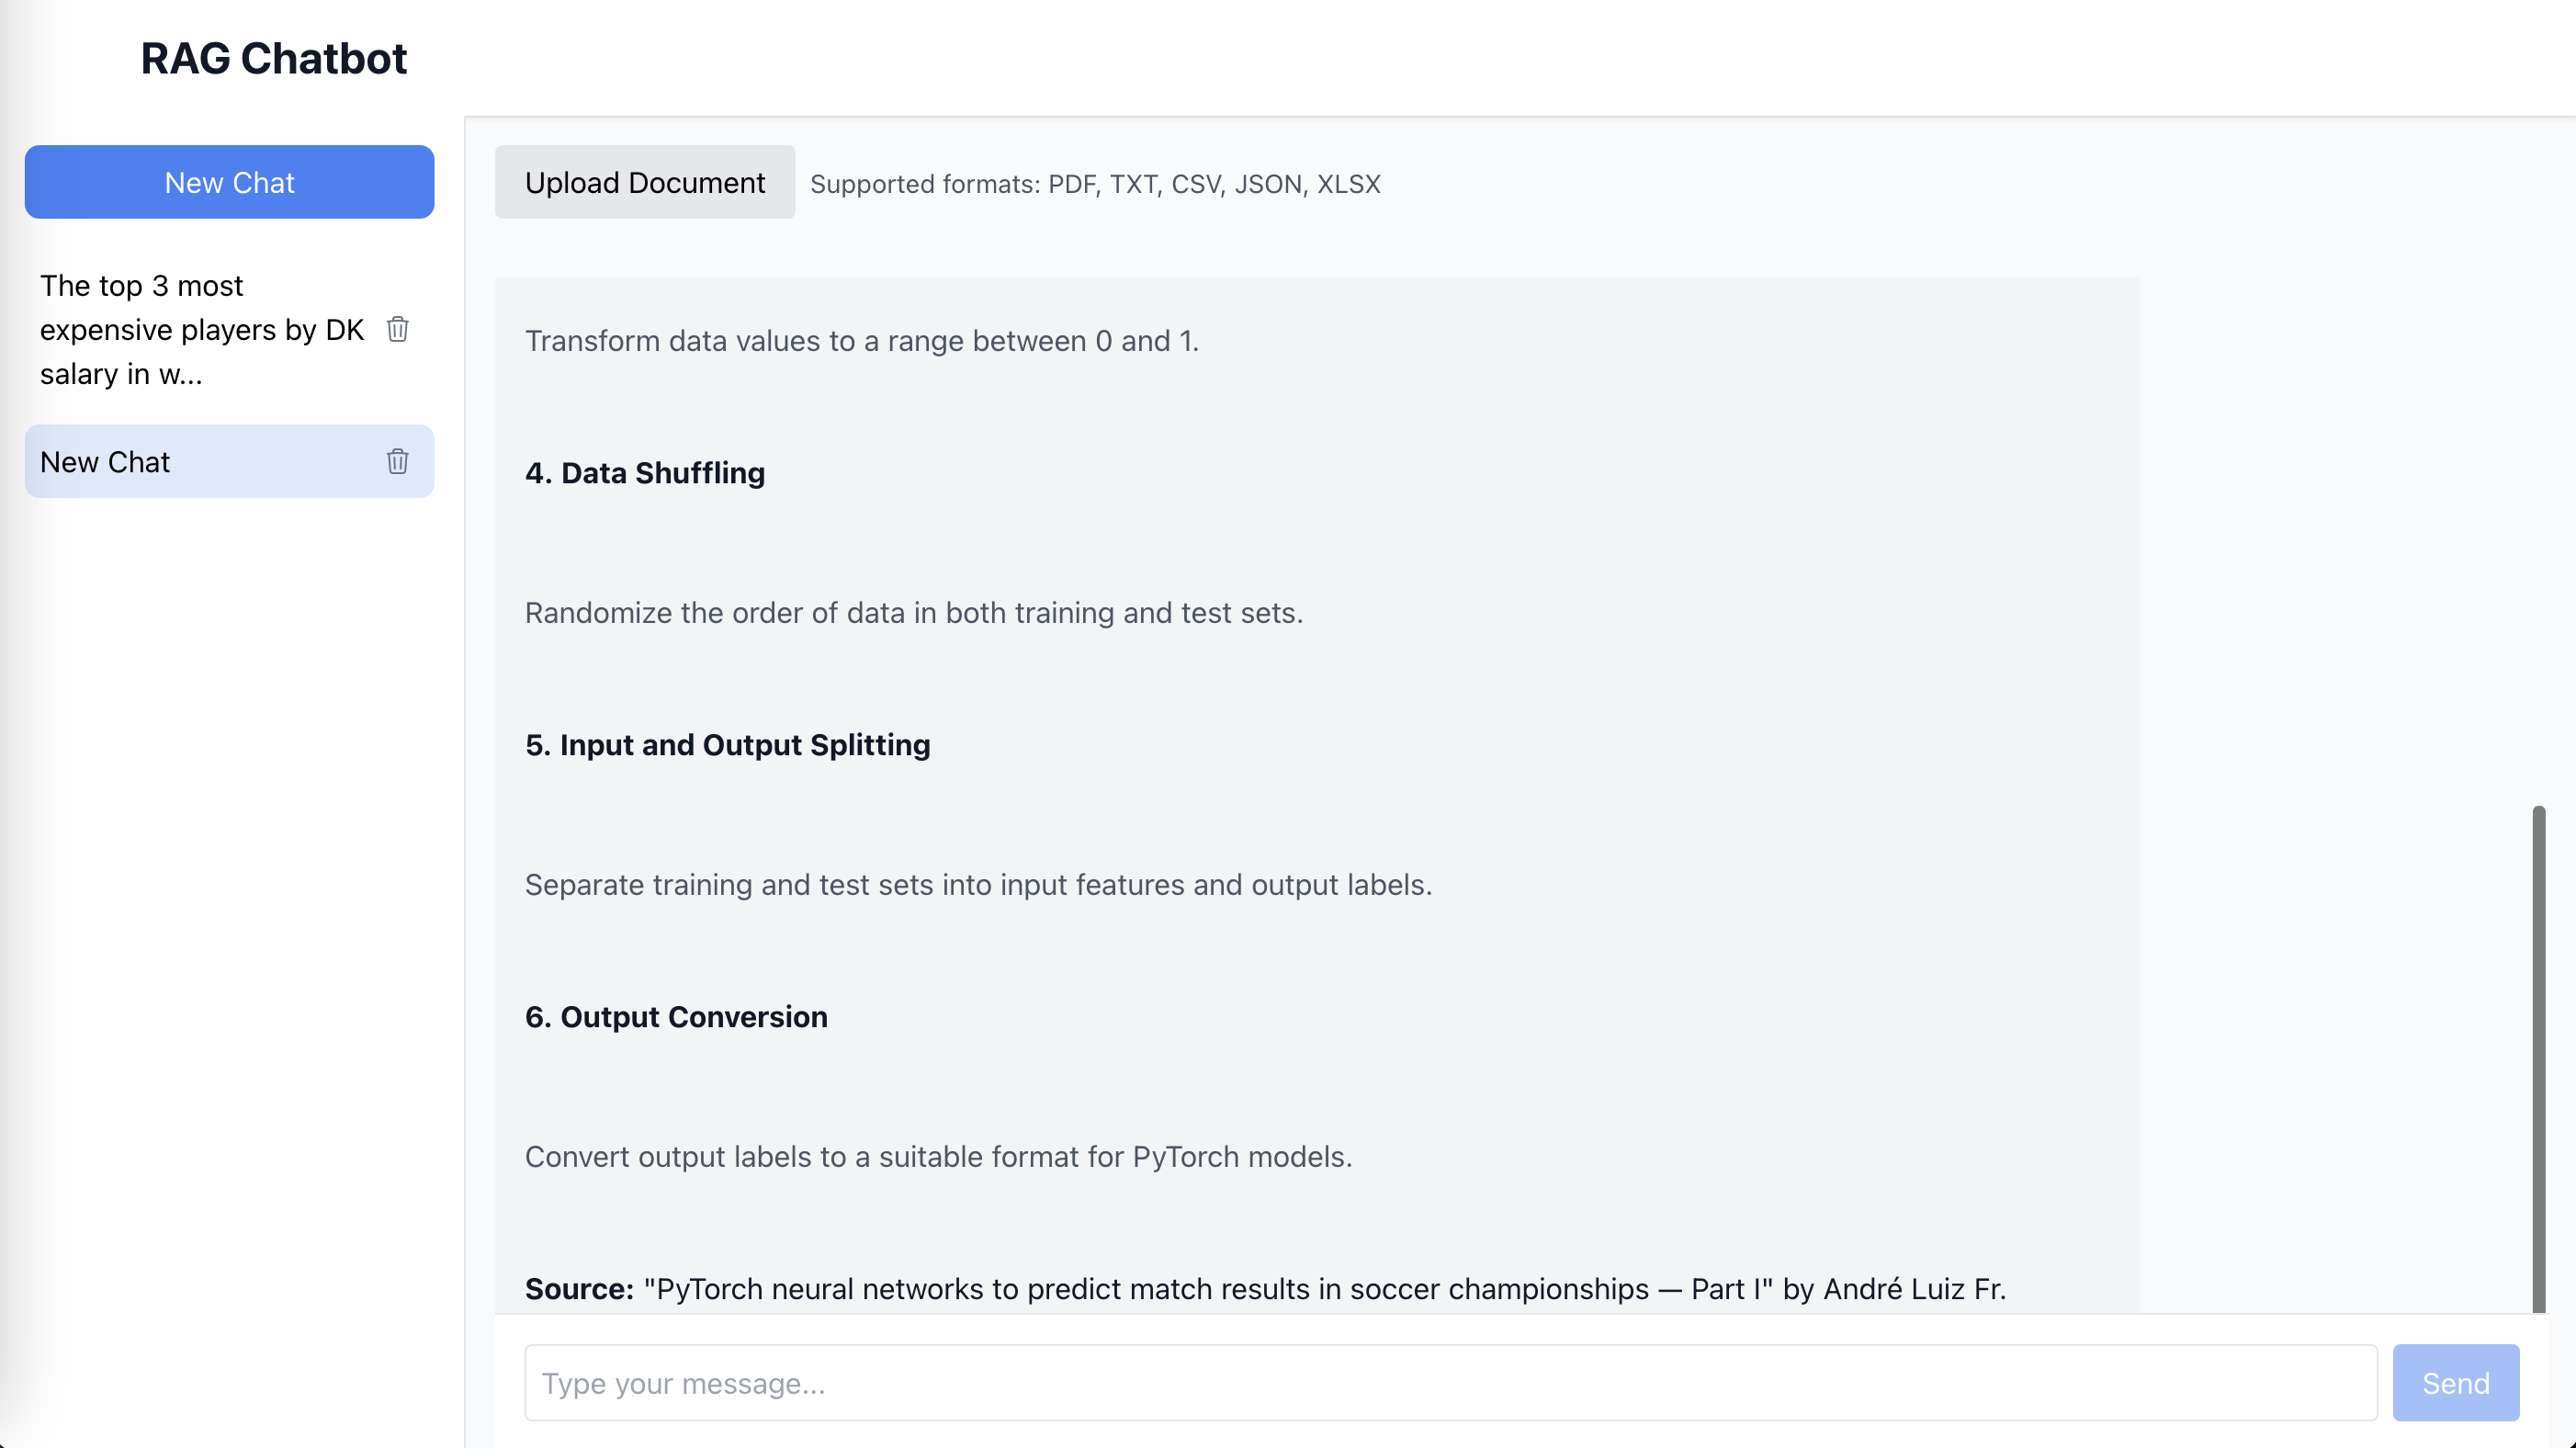 RAG Chatbot
New Chat
The top 3 most
expensive players by DK
salary in w...
New Chat
Upload Document
Supported formats: PDF, TXT, CSV, JSON, XLSX
Transform data values to a range between 0 and 1.
4. Data Shuffling
Randomize the order of data in both training and test sets.
5. Input and Output Splitting
Separate training and test sets into input features and output labels.
6. Output Conversion
Convert output labels to a suitable format for PyTorch models.
Source: "PyTorch neural networks to predict match results in soccer championships — Part I" by André Luiz Fr.
Type your message...
Send